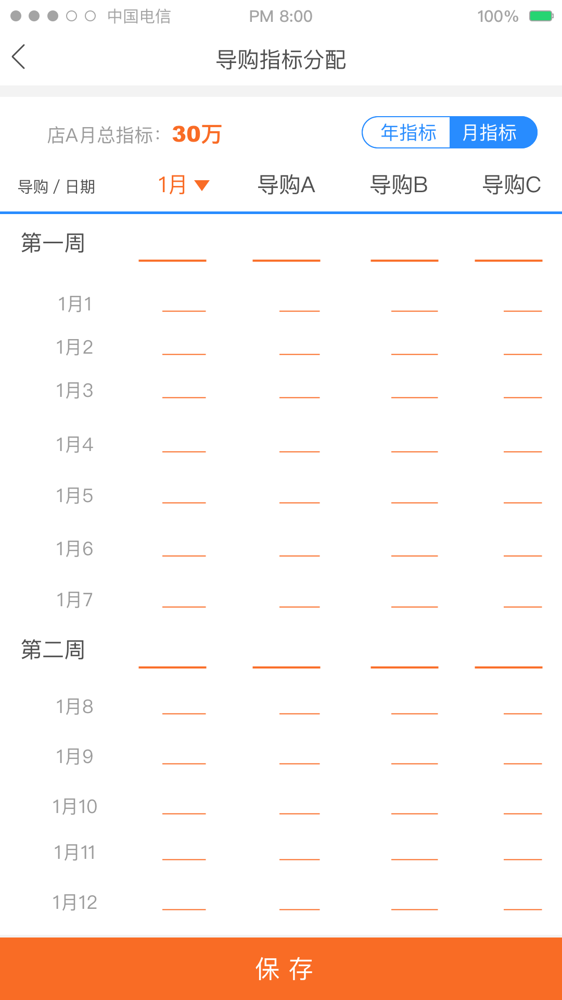 中国电信 PM 8:00 100%
导购指标分配
店A月总指标：30万 年指标 月指标
导购 / 日期 1月 导购A 导购B 导购C
第一周
1月1
1月2
1月3
1月4
1月5
1月6
1月7
第二周
1月8
1月9
1月10
1月11
1月12
保 存